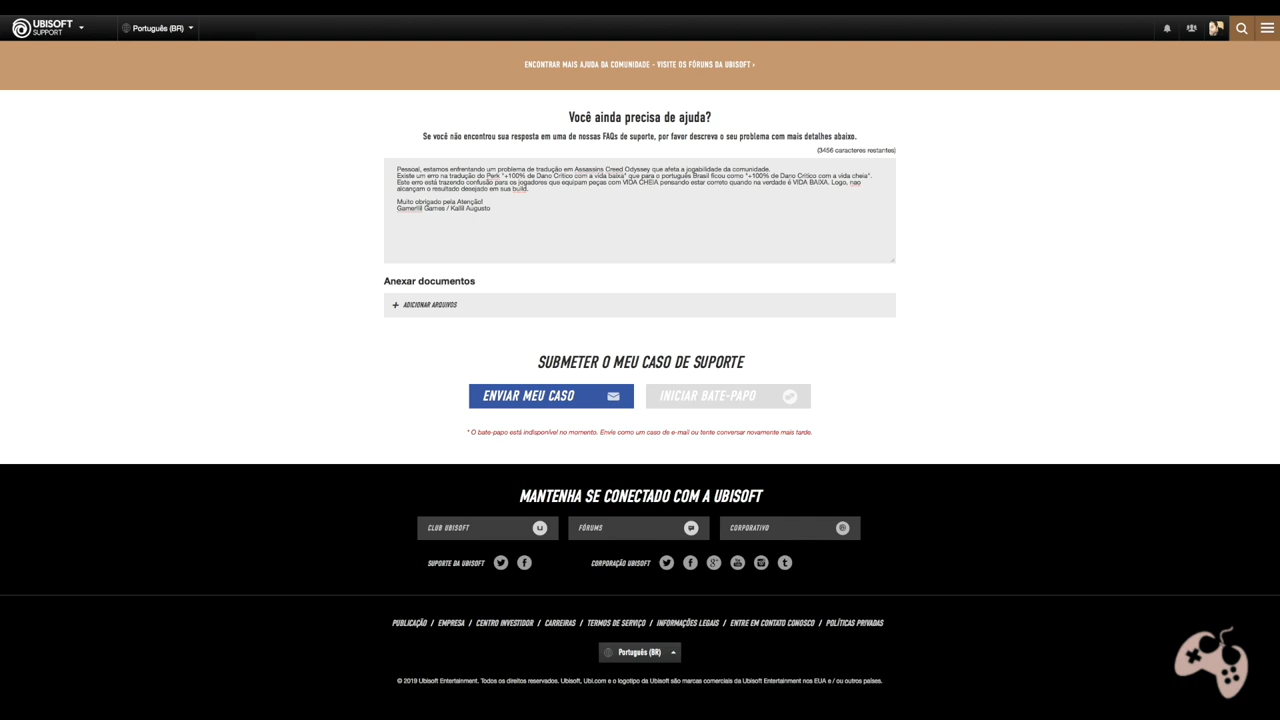 UBISOFT
SUPPORT
Português (BR)
ENCONTRAR MAIS AJUDA DA COMUNIDADE - VISITE OS FÓRUNS DA UBISOFT ›
Você ainda precisa de ajuda?
Se você não encontrou sua resposta em uma de nossas FAQs de suporte, por favor descreva o seu problema com mais detalhes abaixo.
(3456 caracteres restantes)
Pessoal, estamos enfrentando um problema de tradução em Assassins Creed Odyssey que afeta a jogabilidade da comunidade.
Existe um erro na tradução do Perk "+100% de Dano Crítico com a vida baixa" que para o português Brasil ficou como "+100% de Dano Crítico com a vida cheia".
Este erro está trazendo confusão para os jogadores que equipam peças com VIDA CHEIA pensando estar correto quando na verdade é VIDA BAIXA. Logo, nao
alcançam o resultado desejado em sua build.
Muito obrigado pela Atenção!
Games / Kallil Augusto
Anexar documentos
+ ADICIONAR ARQUIVOS
SUBMETER O MEU CASO DE SUPORTE
ENVIAR MEU CASO
INICIAR BATE-PAPO
* O bate-papo está indisponível no momento. Envie como um caso de e-mail ou tente conversar novamente mais tarde.
MANTENHA SE CONECTADO COM A UBISOFT
CLUB UBISOFT
FÓRUMS
CORPORATIVO
SUPORTE DA UBISOFT
CORPORAÇÃO UBISOFT
PUBLICAÇÃO / EMPRESA / CENTRO INVESTIDOR / CARREIRAS / TERMOS DE SERVIÇO / INFORMAÇÕES LEGAIS / ENTRE EM CONTATO CONOSCO / POLÍTICAS PRIVADAS
Português (BR)
© 2019 Ubisoft Entertainment. Todos os direitos reservados. Ubisoft, Ubi.com e o logotipo da Ubisoft são marcas comerciais da Ubisoft Entertainment nos EUA e / ou outros países.